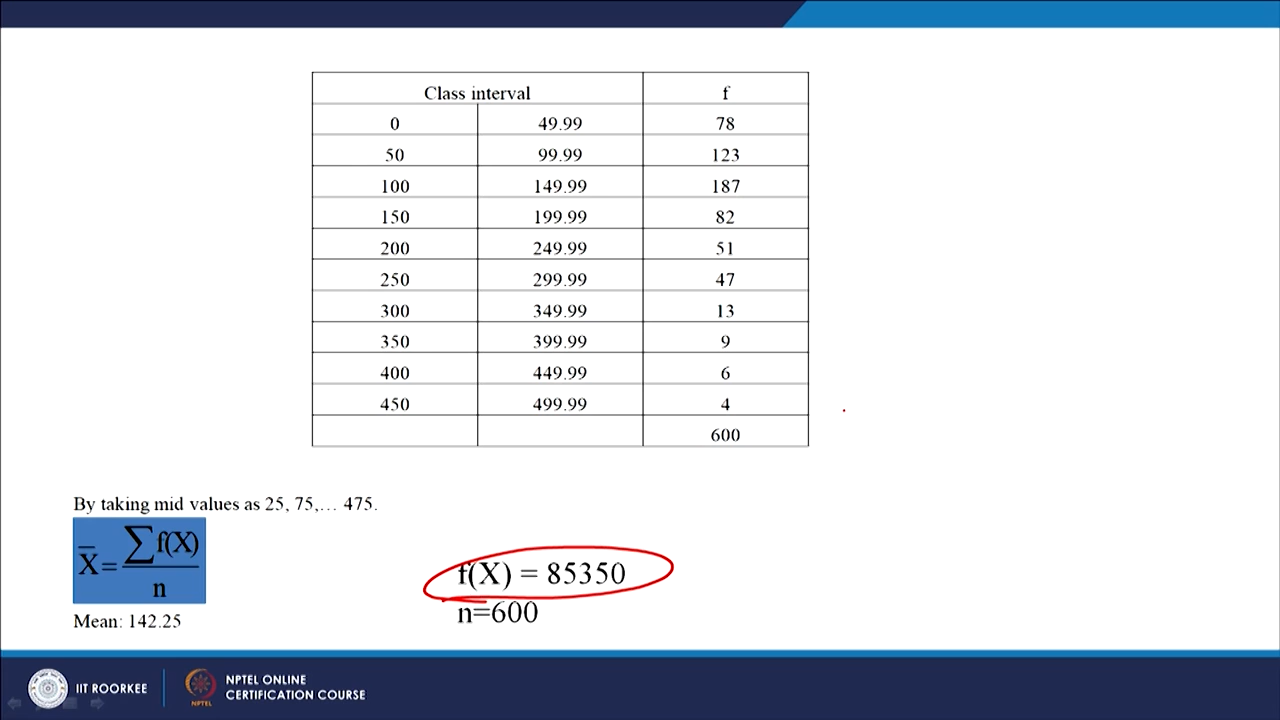 Class interval f
0 49.99 78
50 99.99 123
100 149.99 187
150 199.99 82
200 249.99 51
250 299.99 47
300 349.99 13
350 399.99 9
400 449.99 6
450 499.99 4
600
By taking mid values as 25, 75,… 475.
X̅ = ∑f(X) / n
Mean: 142.25
f(X) = 85350
n=600
IIT ROORKEE
NPTEL
NPTEL ONLINE
CERTIFICATION COURSE